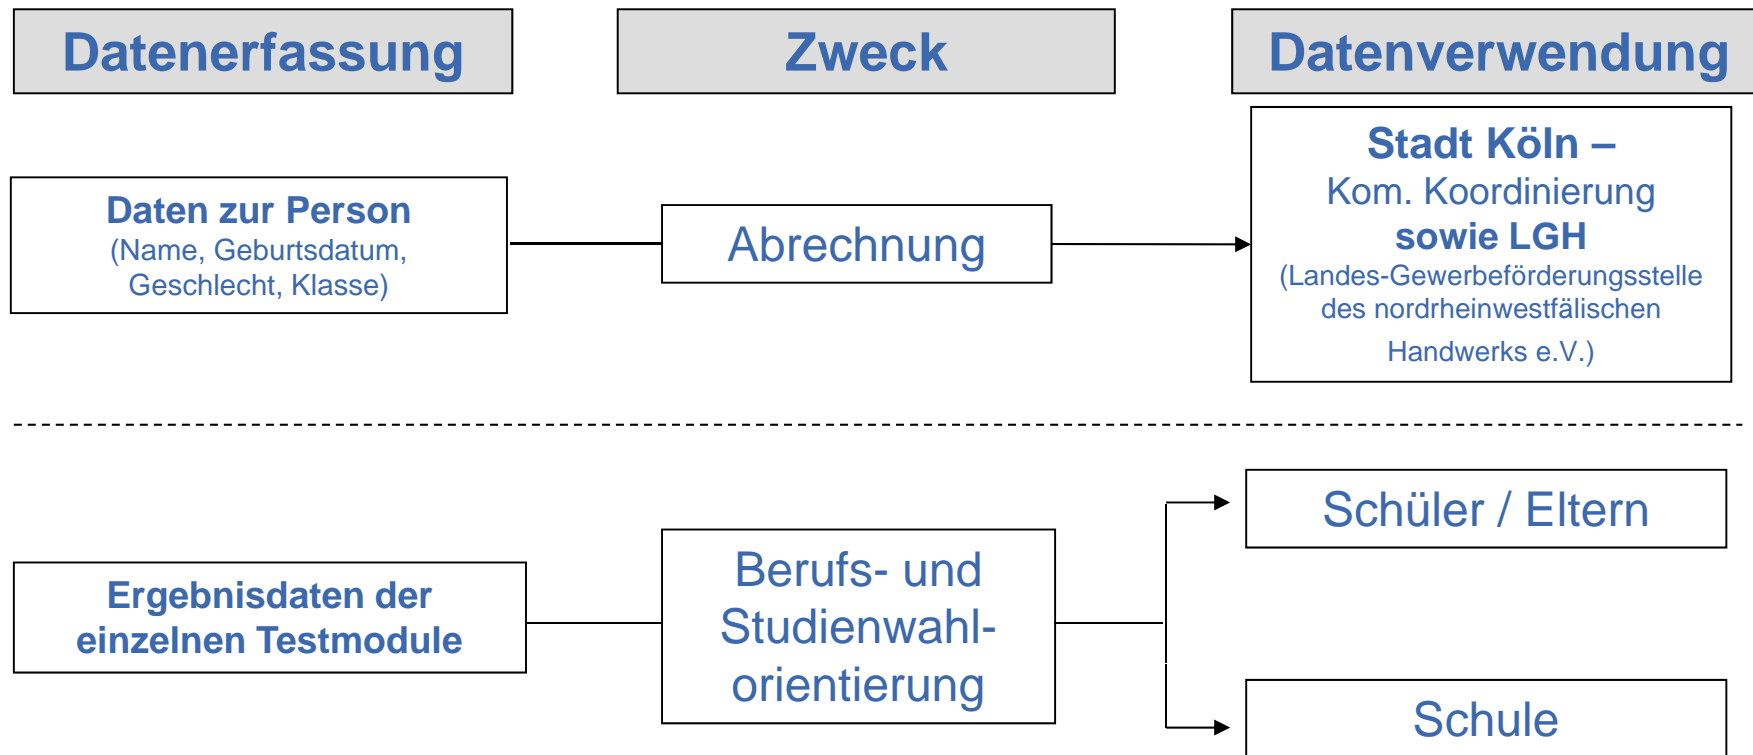 Datenerfassung
Zweck
Datenverwendung
Daten zur Person
(Name, Geburtsdatum,
Geschlecht, Klasse)
Abrechnung
Stadt Köln –
Kom. Koordinierung
sowie LGH
(Landes-Gewerbeförderungsstelle
des nordrheinwestfälischen
Handwerks e.V.)
Ergebnisdaten der
einzelnen Testmodule
Berufs- und
Studienwahl-
orientierung
Schüler / Eltern
Schule